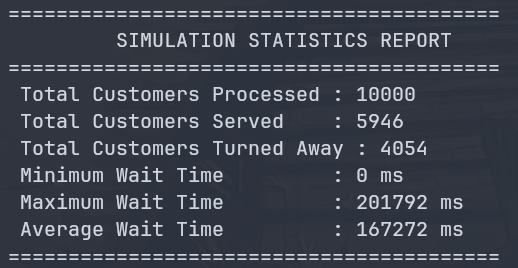 =========================================
SIMULATION STATISTICS REPORT
=========================================
Total Customers Processed : 10000
Total Customers Served    : 5946
Total Customers Turned Away : 4054
Minimum Wait Time         : 0 ms
Maximum Wait Time         : 201792 ms
Average Wait Time         : 167272 ms
=========================================